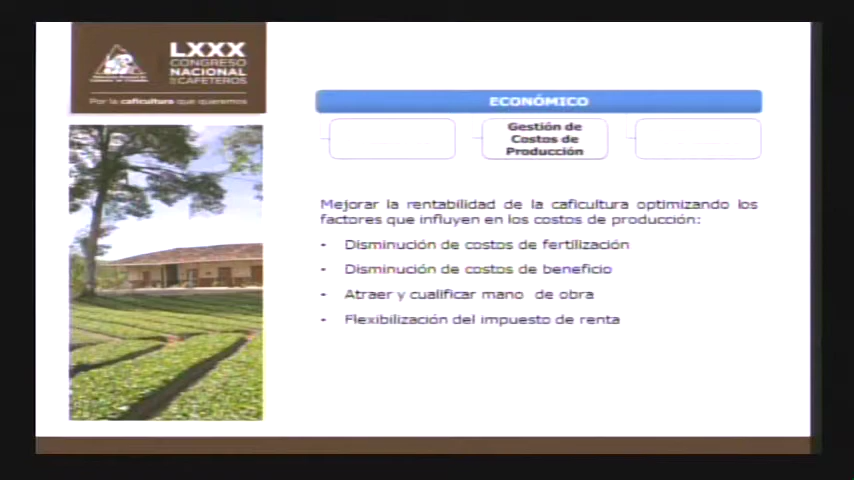 LXXX
CONGRESO
NACIONAL
DE CAFETEROS
Por la caficultura que queremos
ECONÓMICO
Gestión de
Costos de
Producción
Mejorar la rentabilidad de la caficultura optimizando los
factores que influyen en los costos de producción:
- Disminución de costos de fertilización
- Disminución de costos de beneficio
- Atraer y cualificar mano de obra
- Flexibilización del impuesto de renta